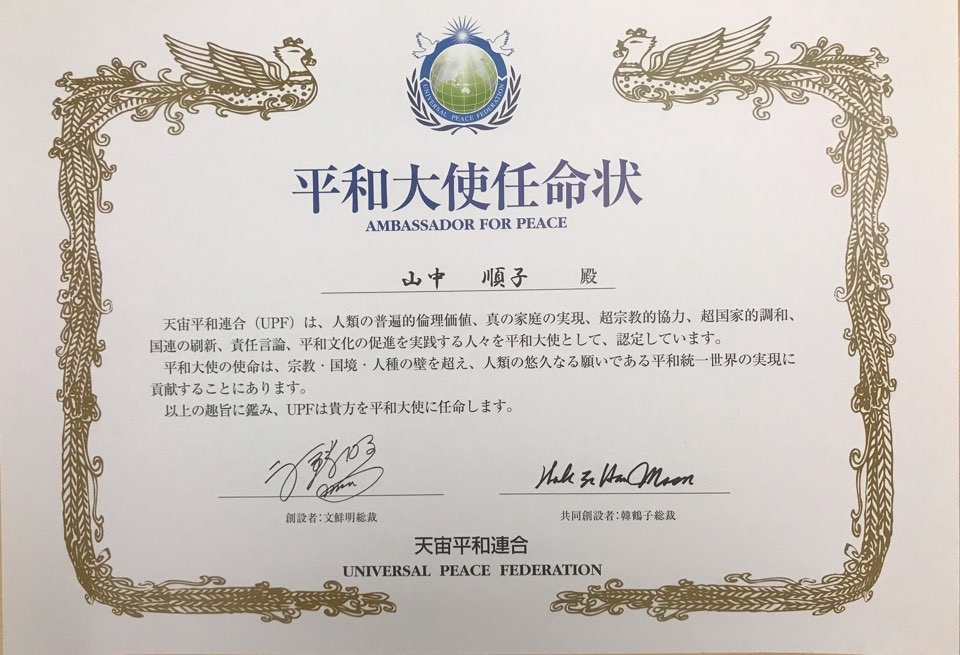 UNIVERSAL PEACE FEDERATION
平和大使任命状
AMBASSADOR FOR PEACE
山中 順子 殿
天宙平和連合（UPF）は、人類の普遍的倫理価値、真の家庭の実現、超宗教的協力、超国家的調和、
国連の刷新、責任言論、平和文化の促進を実践する人々を平和大使として、認定しています。
平和大使の使命は、宗教・国境・人種の壁を超え、人類の悠久なる願いである平和統一世界の実現に
貢献することにあります。
以上の趣旨に鑑み、UPFは貴方を平和大使に任命します。
Hak Ja Han Moon
創設者：文鮮明総裁
共同創設者：韓鶴子総裁
天宙平和連合
UNIVERSAL PEACE FEDERATION